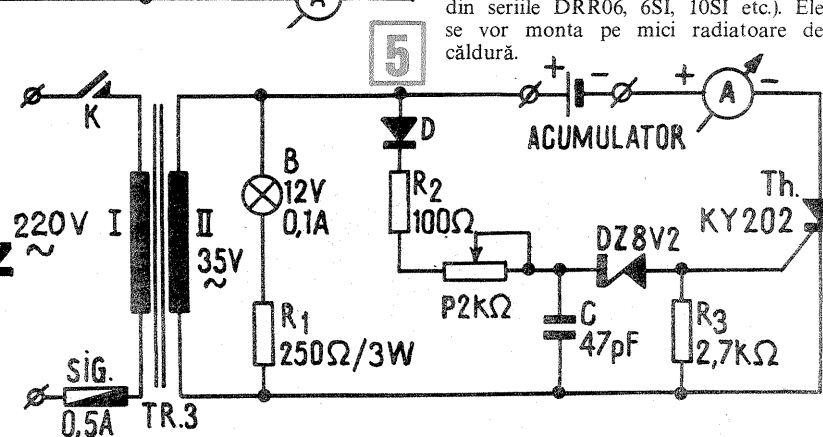 din seriile DRR06, 6SI, 10SI etc.). Ele
se vor monta pe mici radiatoare de
căldură.
A
5
K
220V
~
I
II
35V
~
SİG.
0,5A
TR.3
B
12V
0,1A
R1
250Ω/3W
D
R2
100Ω
P2kΩ
C
47pF
DZ8V2
R3
2,7kΩ
+ -
ACUMULATOR
+ A -
Th.
KY202